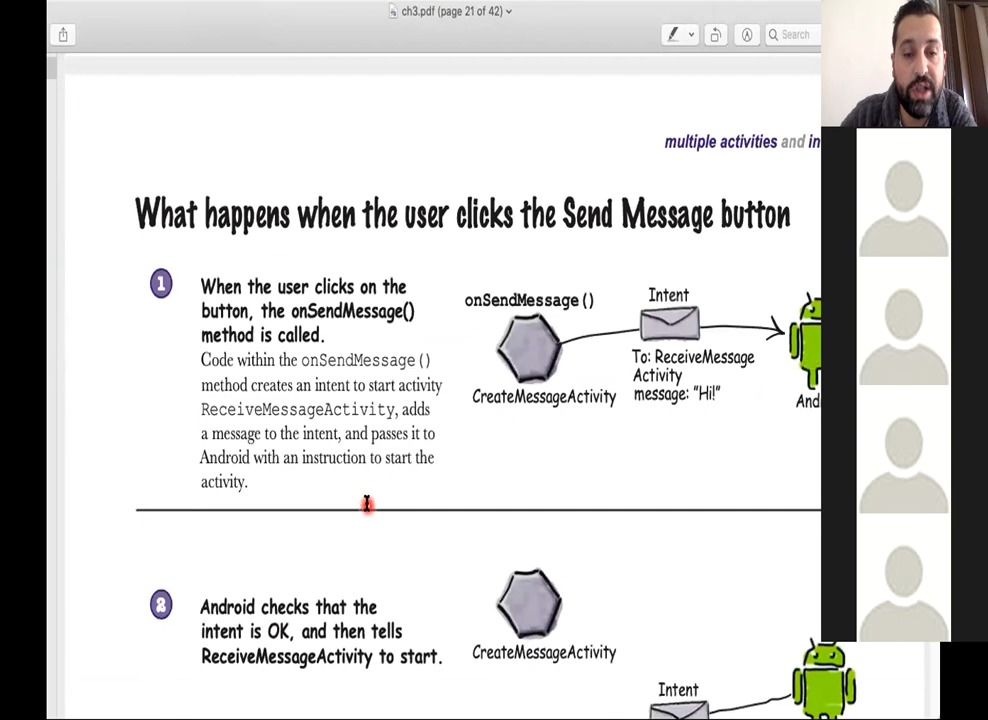 ch3.pdf (page 21 of 42)
Search
multiple activities and in
What happens when the user clicks the Send Message button
1
When the user clicks on the
button, the onSendMessage()
method is called.
Code within the onSendMessage()
method creates an intent to start activity
ReceiveMessageActivity, adds
a message to the intent, and passes it to
Android with an instruction to start the
activity.
onSendMessage()
CreateMessageActivity
Intent
To: ReceiveMessage
Activity
message: "Hi!"
And
2
Android checks that the
intent is OK, and then tells
ReceiveMessageActivity to start.
CreateMessageActivity
Intent